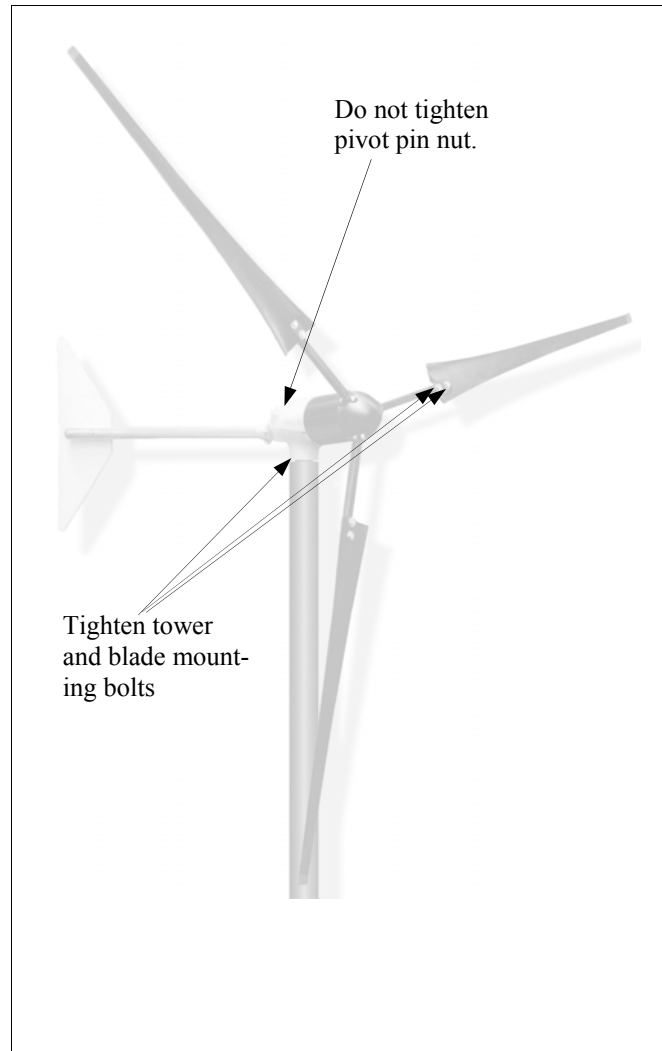 Do not tighten
pivot pin nut.
Tighten tower
and blade mount-
ing bolts